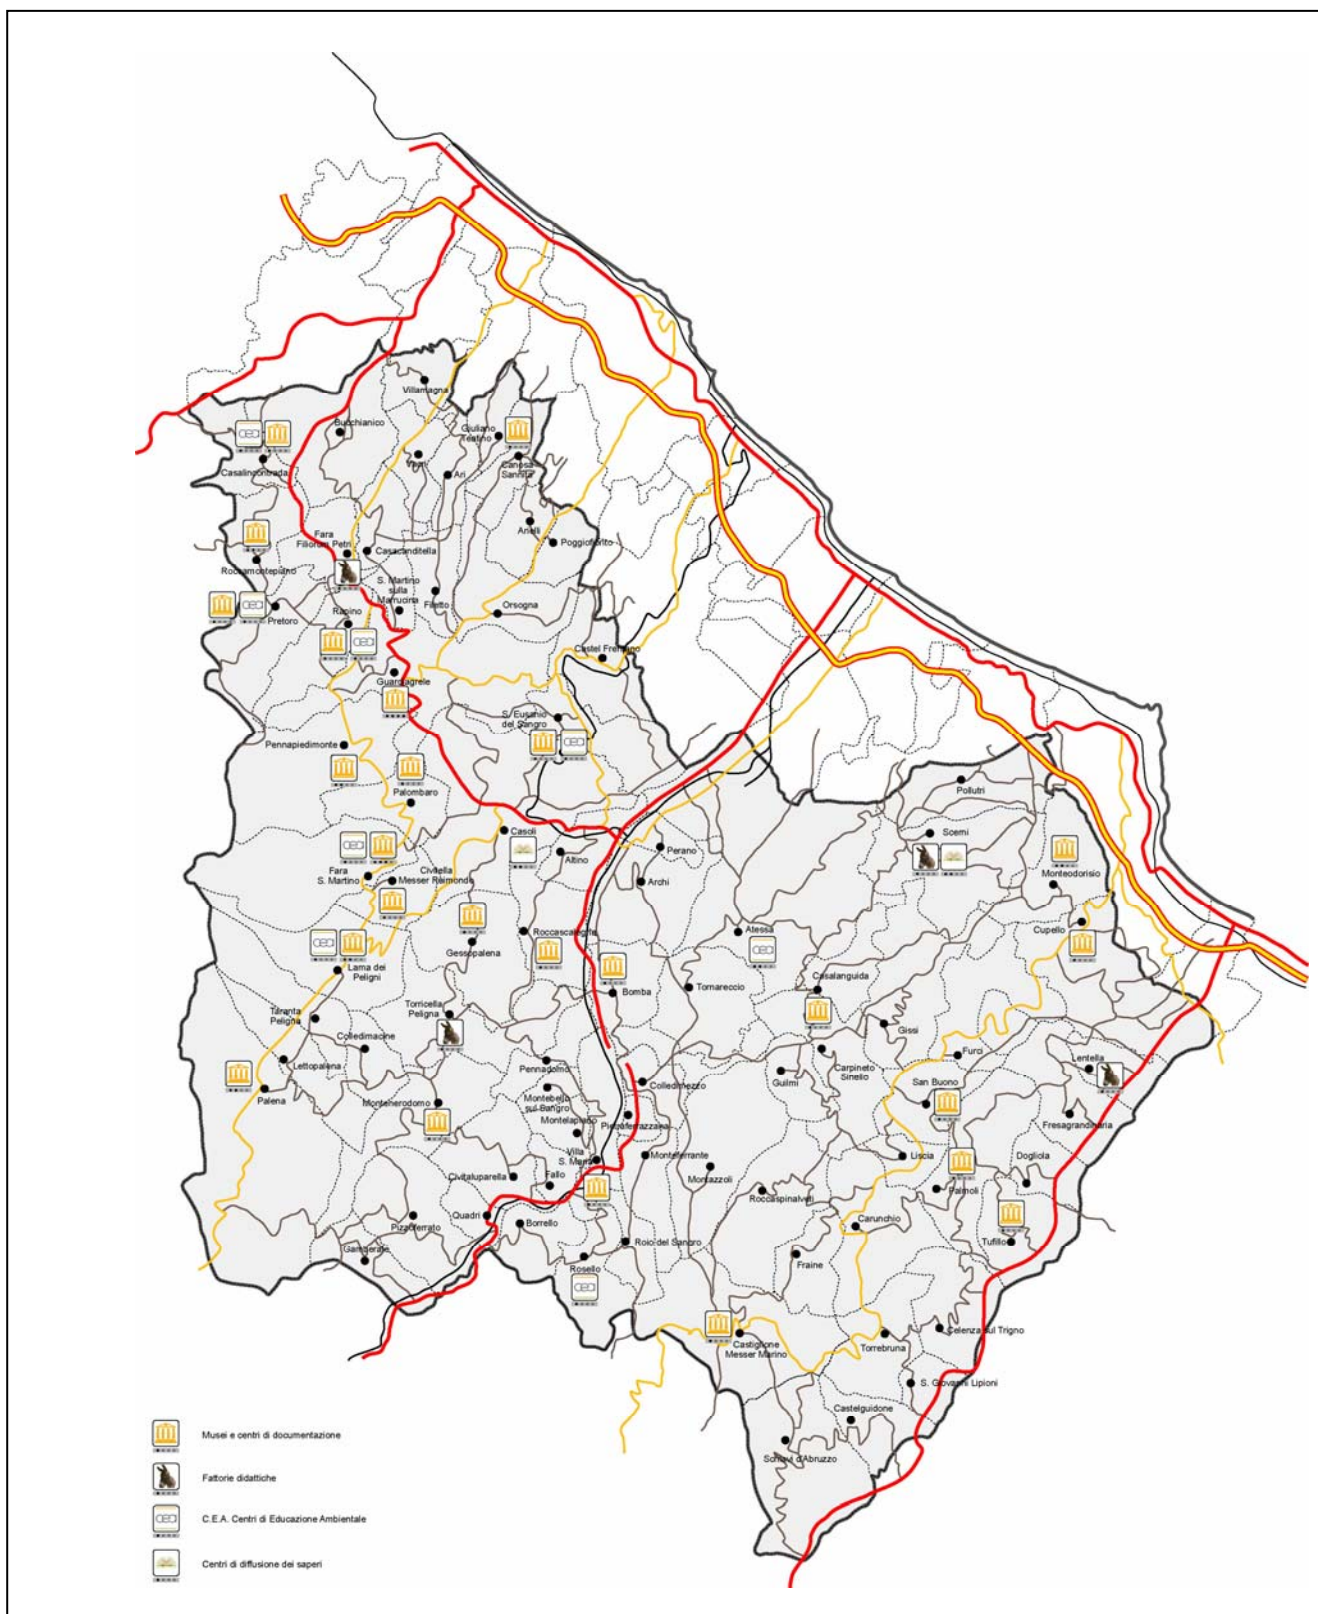 Villamagna
Bucchianico
Giuliano
Teatino
Casalincontrada
Vacri
Ari
Canosa
Sannita
Arielli
Poggiofiorito
Fara
Filiorum Petri
Casacanditella
Roccamontepiano
S. Martino
sulla
Marrucina
Filetto
Pretoro
Rapino
Orsogna
Castel Frentano
Guardiagrele
S. Eusanio
del Sangro
Pennapiedimonte
Palombaro
Pollutri
Casoli
Scerni
Altino
Perano
Fara
S. Martino
Civitella
Messer Raimondo
Archi
Monteodorisio
Cupello
Atessa
Roccascalegna
Gessopalena
Lama dei
Peligni
Casalanguida
Bomba
Tornareccio
Torricella
Peligna
Taranta
Peligna
Gissi
Colledimacine
Lettopalena
Pennadomo
Furci
Lentella
Carpineto
Sinello
Guilmi
Colledimezzo
Palena
San Buono
Montebello
sul Sangro
Montenerodomo
Pietraferrazzana
Fresagrandinaria
Montelapiano
Villa
S. Maria
Monteferrante
Liscia
Dogliola
Montazzoli
Civitaluparella
Fallo
Roccaspinalveti
Palmoli
Quadri
Pizzoferrato
Borrello
Carunchio
Roio del Sangro
Tufillo
Gamberale
Fraine
Rosello
Castiglione
Messer Marino
Celenza sul Trigno
Torrebruna
S. Giovanni Lipioni
Castelguidone
Schiavi d'Abruzzo
cea
Musei e centri di documentazione
Fattorie didattiche
C.E.A. Centri di Educazione Ambientale
Centri di diffusione dei saperi